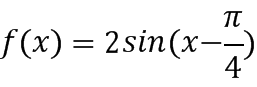 f(x) = 2sin(x−π/4)